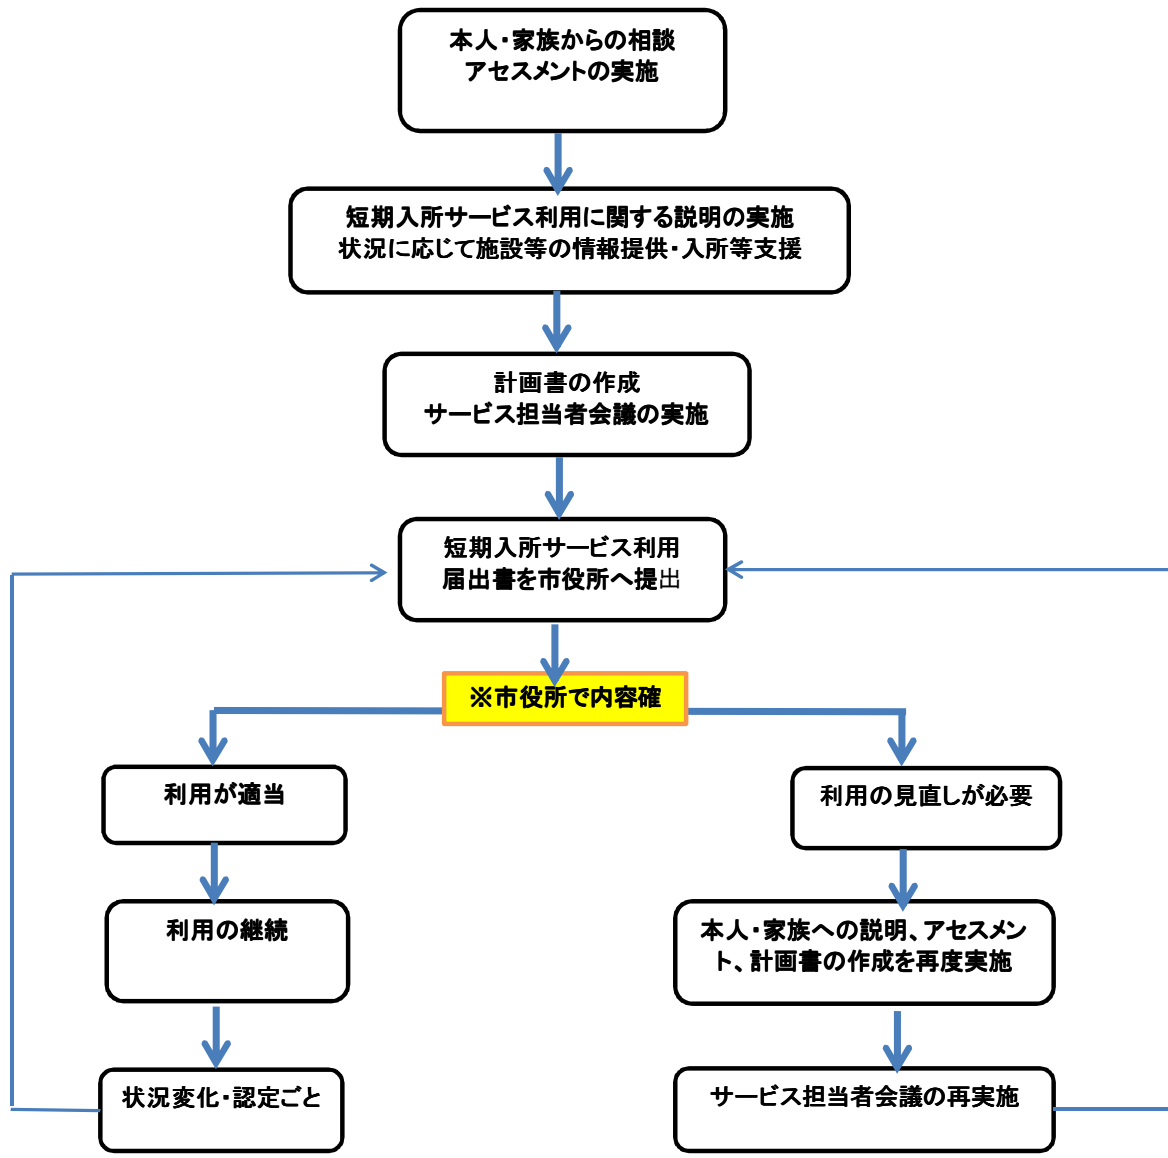 本人・家族からの相談
アセスメントの実施
短期入所サービス利用に関する説明の実施
状況に応じて施設等の情報提供・入所等支援
計画書の作成
サービス担当者会議の実施
短期入所サービス利用
届出書を市役所へ提出
※市役所で内容確
利用が適当
利用の見直しが必要
利用の継続
本人・家族への説明、アセスメン
ト、計画書の作成を再度実施
状況変化・認定ごと
サービス担当者会議の再実施